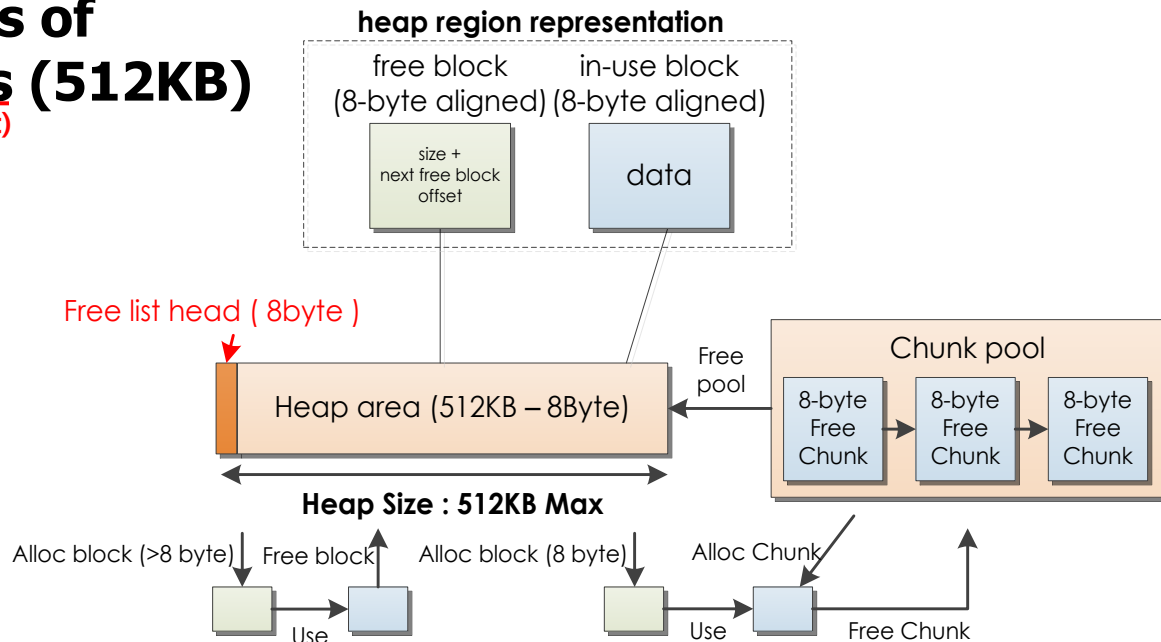 s of
s (512KB)
:)
heap region representation
free block
(8-byte aligned)
in-use block
(8-byte aligned)
size +
next free block
offset
data
Free list head ( 8byte )
Heap area (512KB – 8Byte)
Free
pool
Chunk pool
8-byte
Free
Chunk
8-byte
Free
Chunk
8-byte
Free
Chunk
Heap Size : 512KB Max
Alloc block (>8 byte)
Free block
Use
Alloc block (8 byte)
Alloc Chunk
Use
Free Chunk